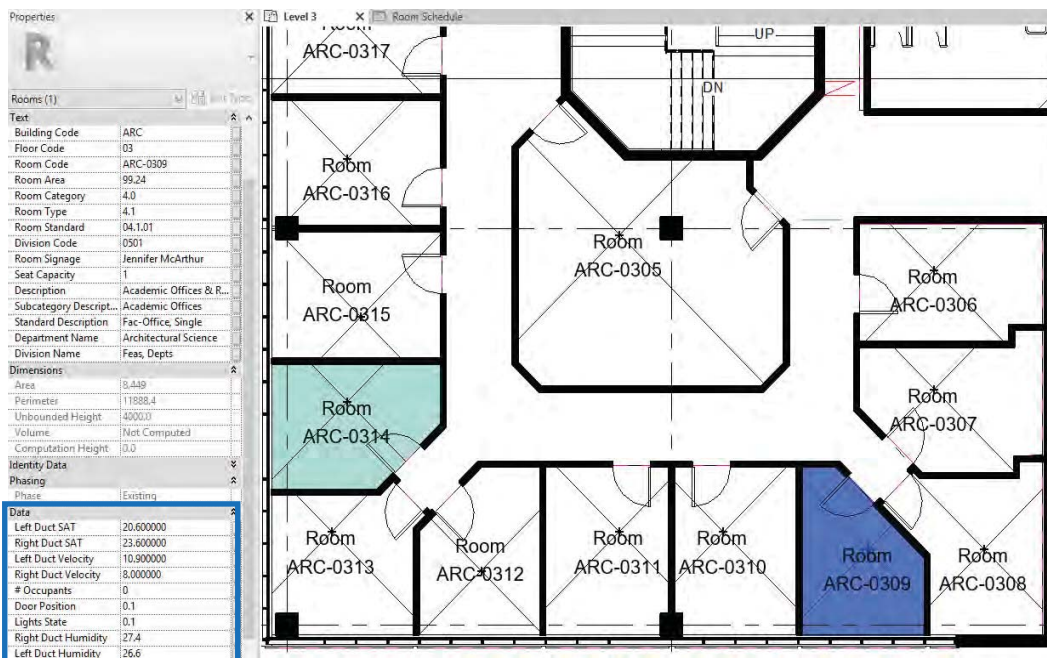 Properties
R
Rooms (1)
Text
Building Code ARC
Floor Code 03
Room Code ARC-0309
Room Area 99.24
Room Category 4.0
Room Type 4.1
Room Standard 04.1.01
Division Code 0501
Room Signage Jennifer McArthur
Seat Capacity 1
Description Academic Offices & R...
Subcategory Descript... Academic Offices
Standard Description Fac-Office, Single
Department Name Architectural Science
Division Name Feas, Depts
Dimensions
Area 8.449
Perimeter 11888.4
Unbounded Height 4000.0
Volume Not Computed
Computation Height 0.0
Identity Data
Phasing
Phase Existing
Data
Left Duct SAT 20.600000
Right Duct SAT 23.600000
Left Duct Velocity 10.900000
Right Duct Velocity 8.000000
# Occupants 0
Door Position 0.1
Lights State 0.1
Right Duct Humidity 27.4
Left Duct Humidity 26.6
Level 3
Room Schedule
ARC-0317
UP
DN
Room
ARC-0316
Room
ARC-0305
Room
ARC-0306
Room
ARC-0315
Room
ARC-0314
Room
ARC-0307
Room
ARC-0313
Room
ARC-0312
Room
ARC-0311
Room
ARC-0310
Room
ARC-0309
Room
ARC-0308